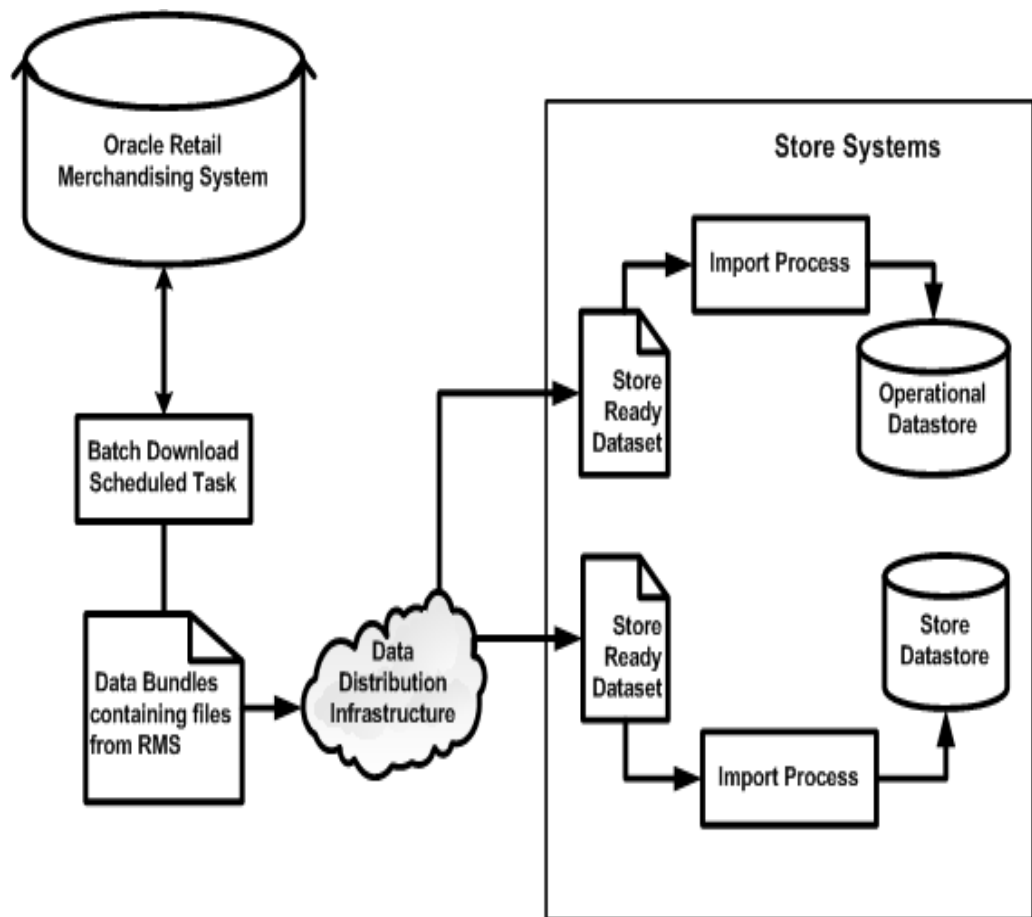 Oracle Retail
Merchandising System
Batch Download
Scheduled Task
Data Bundles
containing files
from RMS
Data
Distribution
Infrastructure
Store Systems
Import Process
Store
Ready
Dataset
Operational
Datastore
Store
Ready
Dataset
Store
Datastore
Import Process